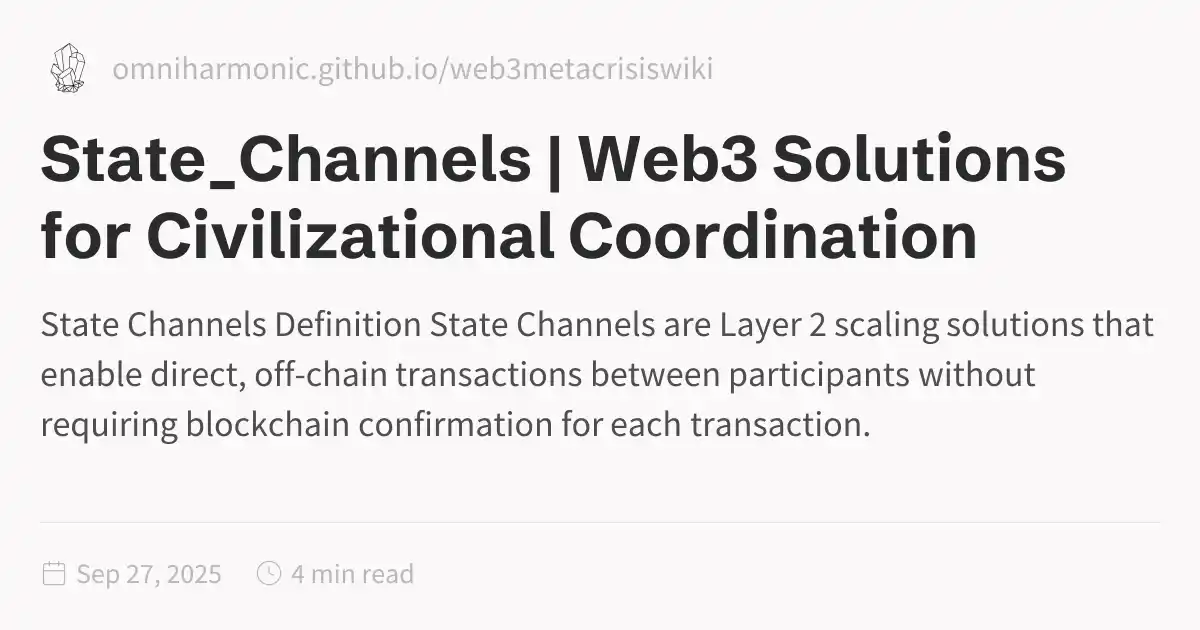 omniharmonic.github.io/web3metacrisiswiki
State_Channels | Web3 Solutions
for Civilizational Coordination
State Channels Definition State Channels are Layer 2 scaling solutions that
enable direct, off-chain transactions between participants without
requiring blockchain confirmation for each transaction.
Sep 27, 2025 4 min read